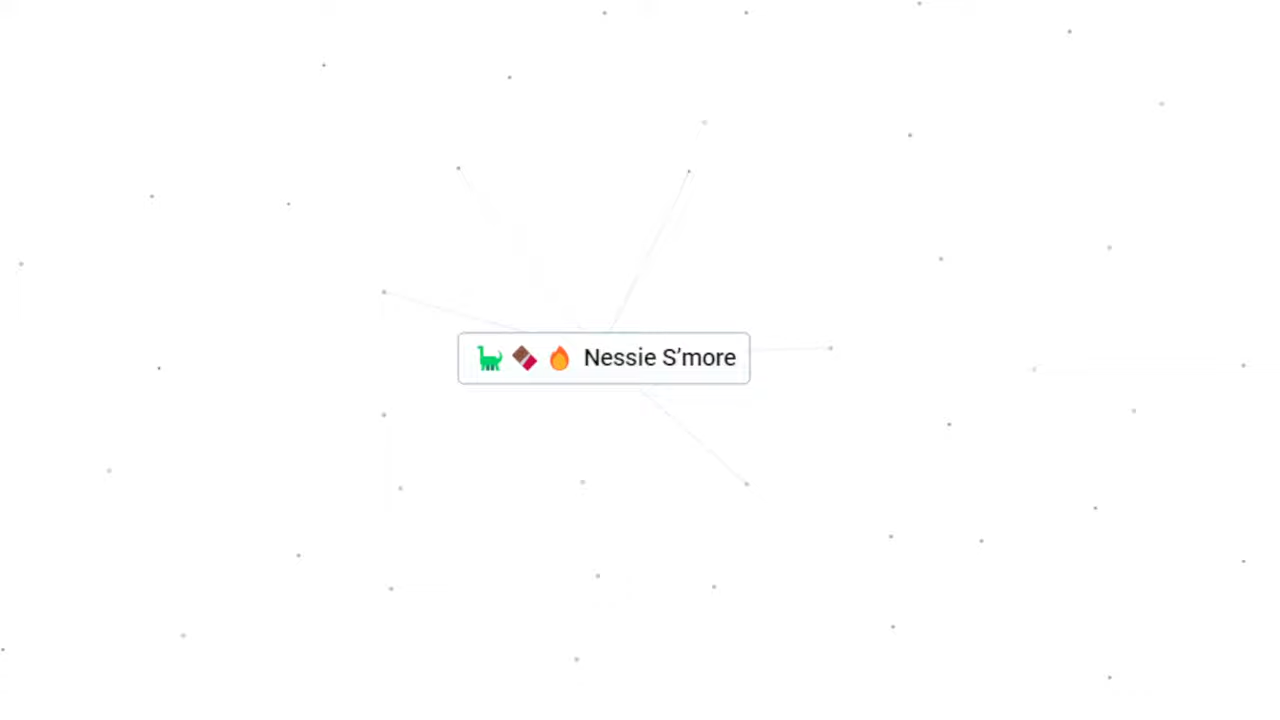 🦕 🍫 🔥 Nessie S’more